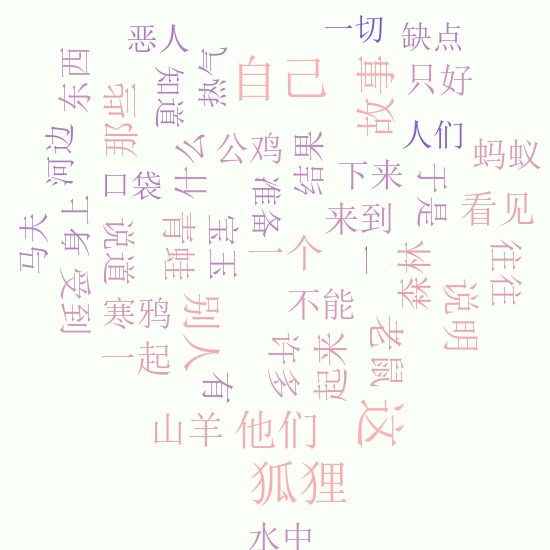 一切
恶人
缺点
东西
热气
知道
自己
故事
只好
那些
人们
河边
公鸡
结果
蚂蚁
什么
下来
口袋
准备
于是
看见
身上
来到
马夫
说道
青蛙
宝玉
一个
一
森林
往往
忍受
不能
寒鸦
别人
说明
老鼠
许多
起来
一起
有
这
山羊
他们
狐狸
水中